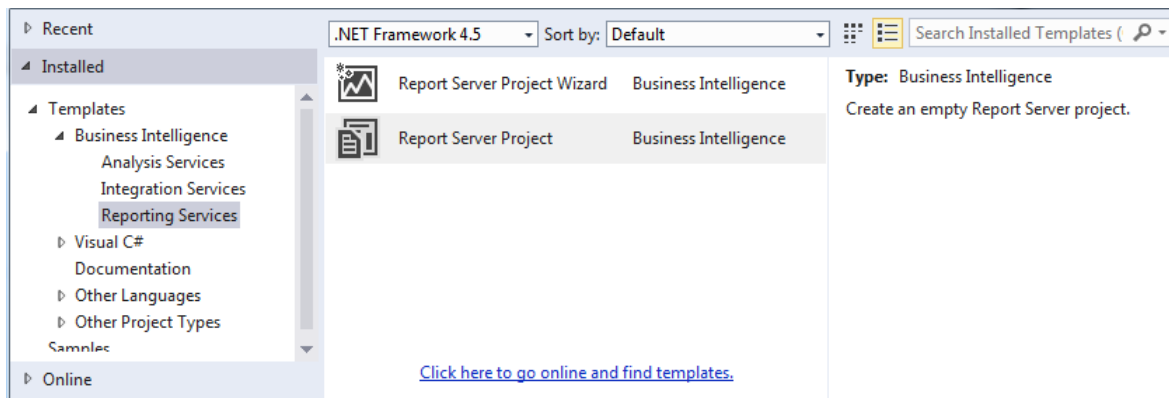 Recent
.NET Framework 4.5 Sort by: Default Search Installed Templates (
Installed
Templates
Business Intelligence
Analysis Services
Integration Services
Reporting Services
Visual C#
Documentation
Other Languages
Other Project Types
Samples
Online
Report Server Project Wizard Business Intelligence
Report Server Project Business Intelligence
Click here to go online and find templates.
Type: Business Intelligence
Create an empty Report Server project.